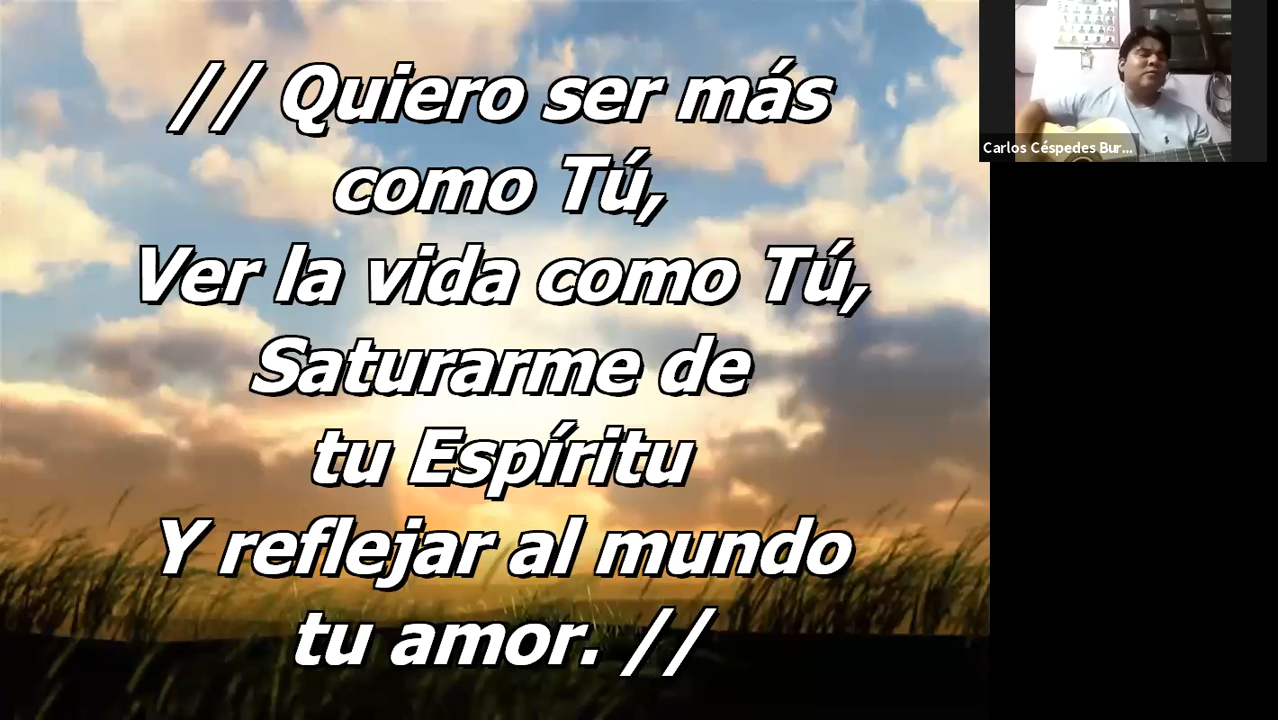 // Quiero ser más
como Tú,
Ver la vida como Tú,
Saturarme de
tu Espíritu
Y reflejar al mundo
tu amor. //
Carlos Céspedes Bur...